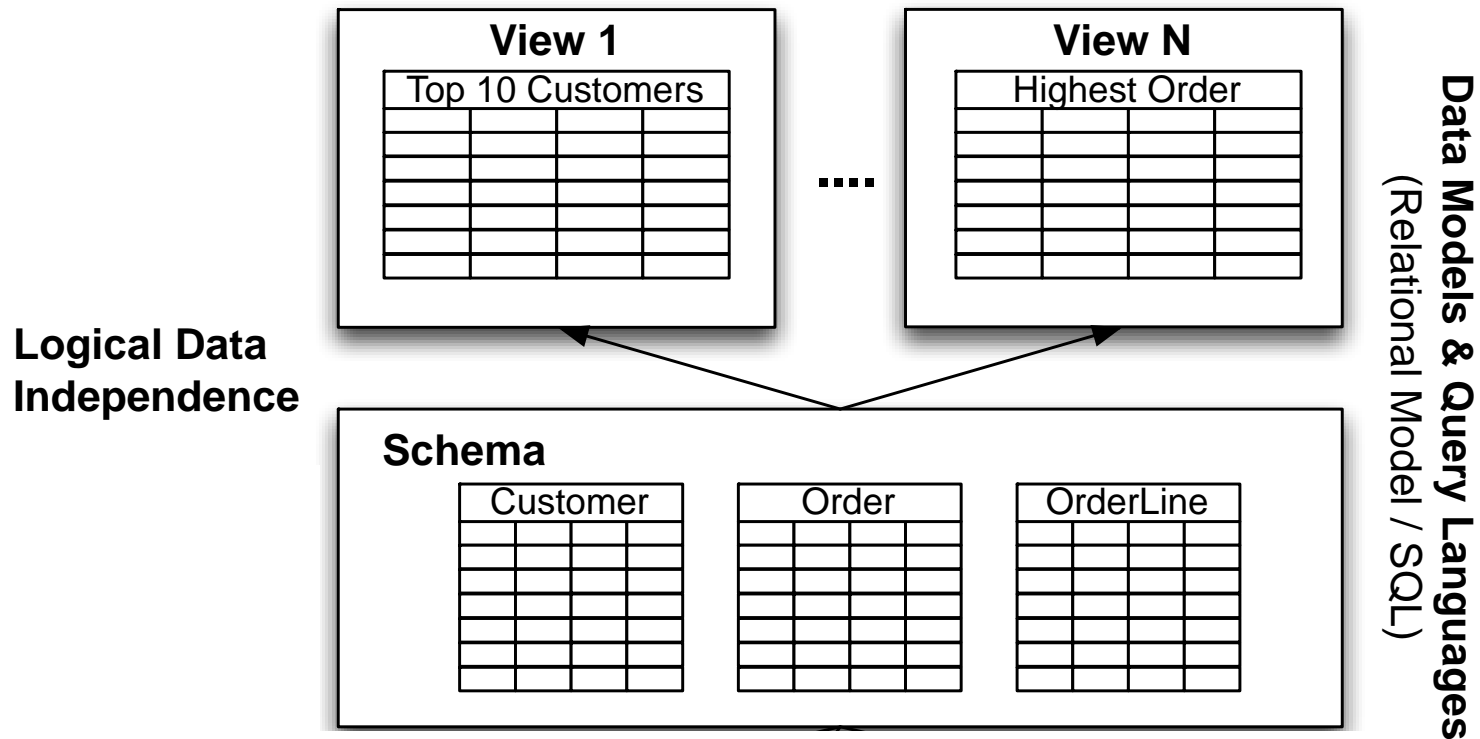 View 1
Top 10 Customers
....
View N
Highest Order
Logical Data
Independence
Schema
Customer
Order
OrderLine
Data Models & Query Languages
(Relational Model / SQL)